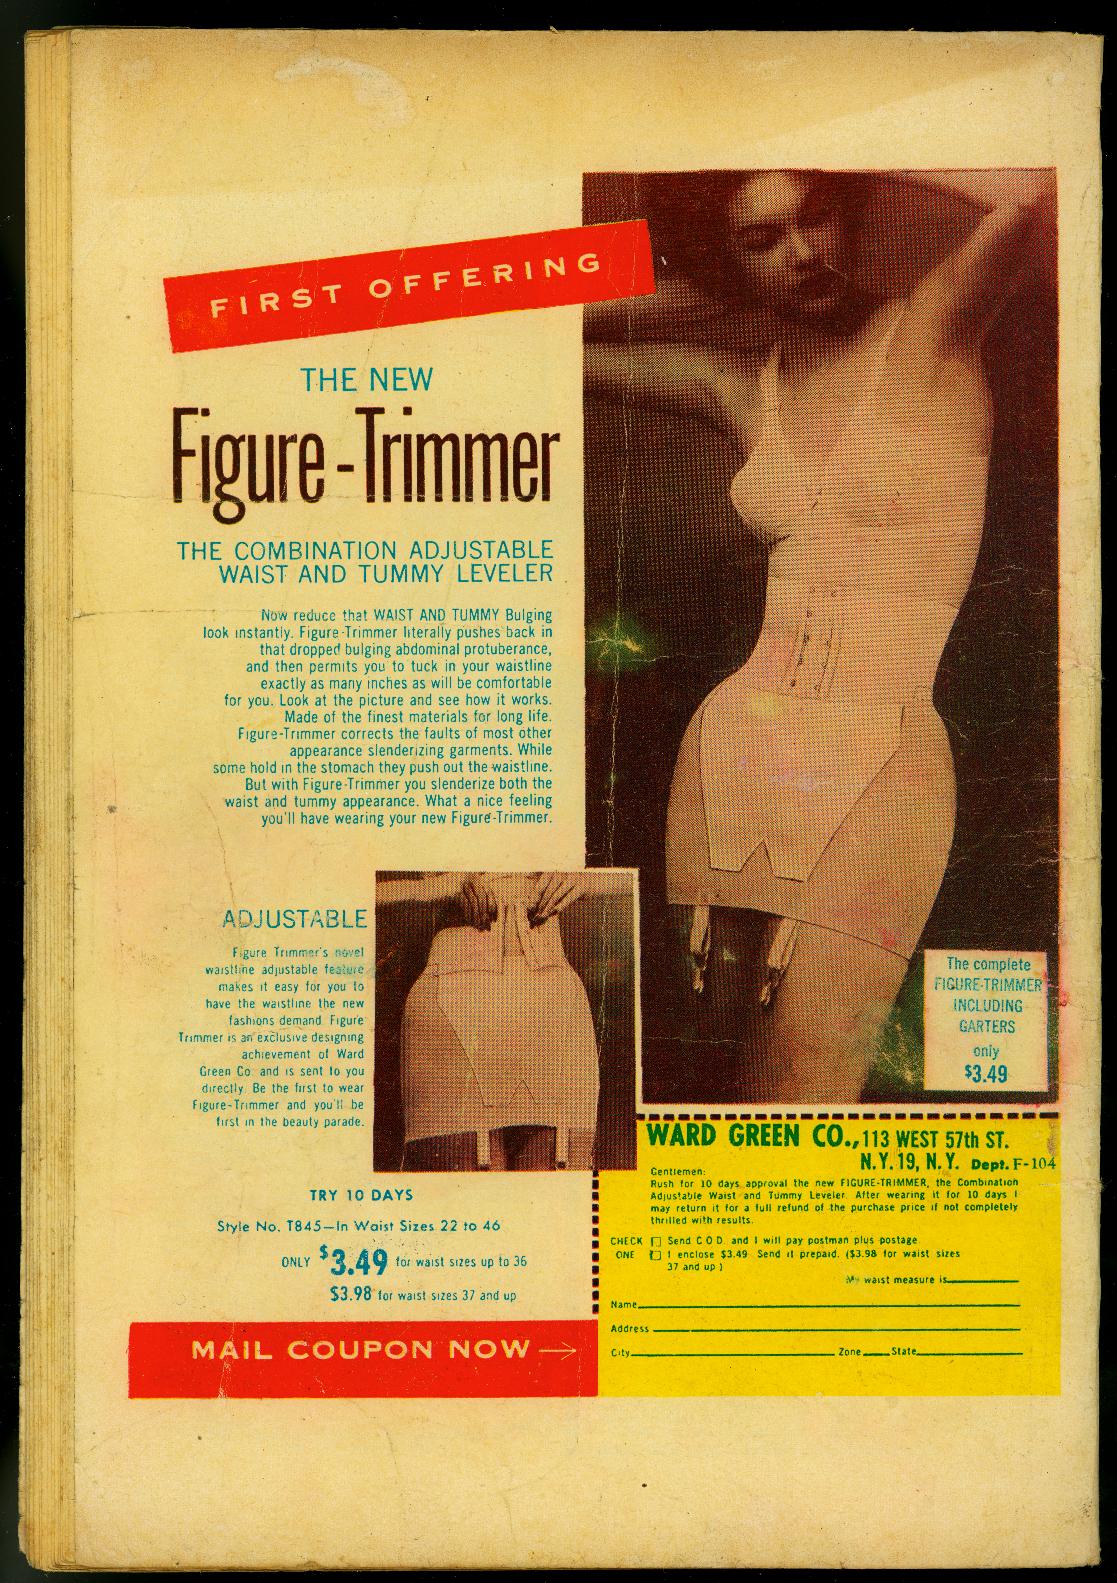 FIRST OFFERING
THE NEW
Figure-Trimmer
THE COMBINATION ADJUSTABLE
WAIST AND TUMMY LEVELER
Now reduce that WAIST AND TUMMY Bulging
look instantly. Figure-Trimmer literally pushes back in
that dropped bulging abdominal protuberance,
and then permits you to tuck in your waistline
exactly as many inches as will be comfortable
for you. Look at the picture and see how it works.
Made of the finest materials for long life.
Figure-Trimmer corrects the faults of most other
appearance slenderizing garments. While
some hold in the stomach they push out the waistline.
But with Figure-Trimmer you slenderize both the
waist and tummy appearance. What a nice feeling
you'll have wearing your new Figure-Trimmer.
ADJUSTABLE
Figure Trimmer's novel
waistline adjustable feature
makes it easy for you to
have the waistline the new
fashions demand. Figure
Trimmer is an exclusive designing
achievement of Ward
Green Co. and is sent to you
directly. Be the first to wear
Figure-Trimmer and you'll be
first in the beauty parade.
The complete
FIGURE-TRIMMER
INCLUDING
GARTERS
only
$3.49
TRY 10 DAYS
Style No. T845—In Waist Sizes 22 to 46
ONLY $3.49 for waist sizes up to 36
$3.98 for waist sizes 37 and up
MAIL COUPON NOW →
WARD GREEN CO., 113 WEST 57th ST.
N.Y. 19, N.Y. Dept. F-104
Gentlemen:
Rush for 10 days approval the new FIGURE-TRIMMER, the Combination
Adjustable Waist and Tummy Leveler. After wearing it for 10 days I
may return it for a full refund of the purchase price if not completely
thrilled with results.
CHECK □ Send C.O.D. and I will pay postman plus postage.
ONE □ I enclose $3.49. Send it prepaid. ($3.98 for waist sizes
37 and up.)
My waist measure is
Name
Address
City Zone State